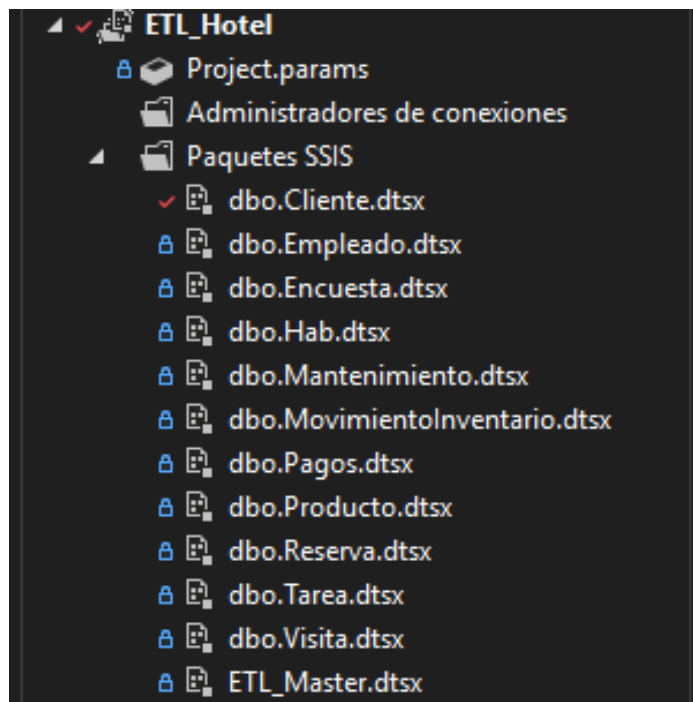 ETL_Hotel
Project.params
Administradores de conexiones
Paquetes SSIS
dbo.Cliente.dtsx
dbo.Empleado.dtsx
dbo.Encuesta.dtsx
dbo.Hab.dtsx
dbo.Mantenimiento.dtsx
dbo.MovimientoInventario.dtsx
dbo.Pagos.dtsx
dbo.Producto.dtsx
dbo.Reserva.dtsx
dbo.Tarea.dtsx
dbo.Visita.dtsx
ETL_Master.dtsx